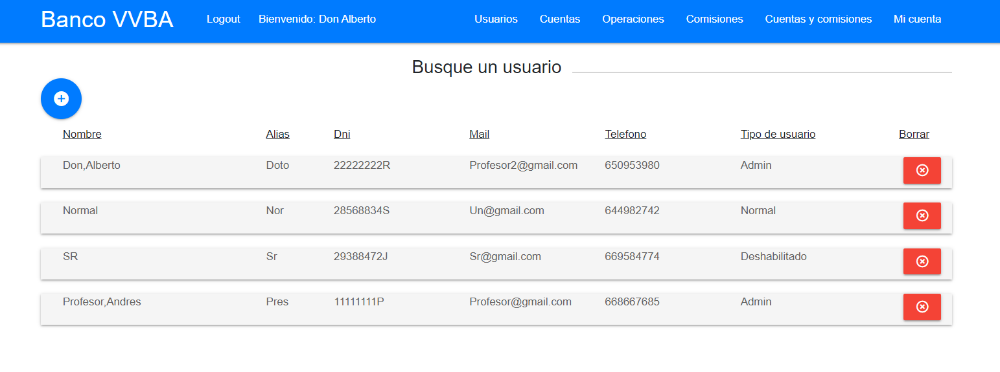 Banco VVBA Logout Bienvenido: Don Alberto Usuarios Cuentas Operaciones Comisiones Cuentas y comisiones Mi cuenta
Busque un usuario
Nombre Alias Dni Mail Telefono Tipo de usuario Borrar
Don,Alberto Doto 22222222R Profesor2@gmail.com 650953980 Admin
Normal Nor 28568834S Un@gmail.com 644982742 Normal
SR Sr 29388472J Sr@gmail.com 669584774 Deshabilitado
Profesor,Andres Pres 11111111P Profesor@gmail.com 668667685 Admin